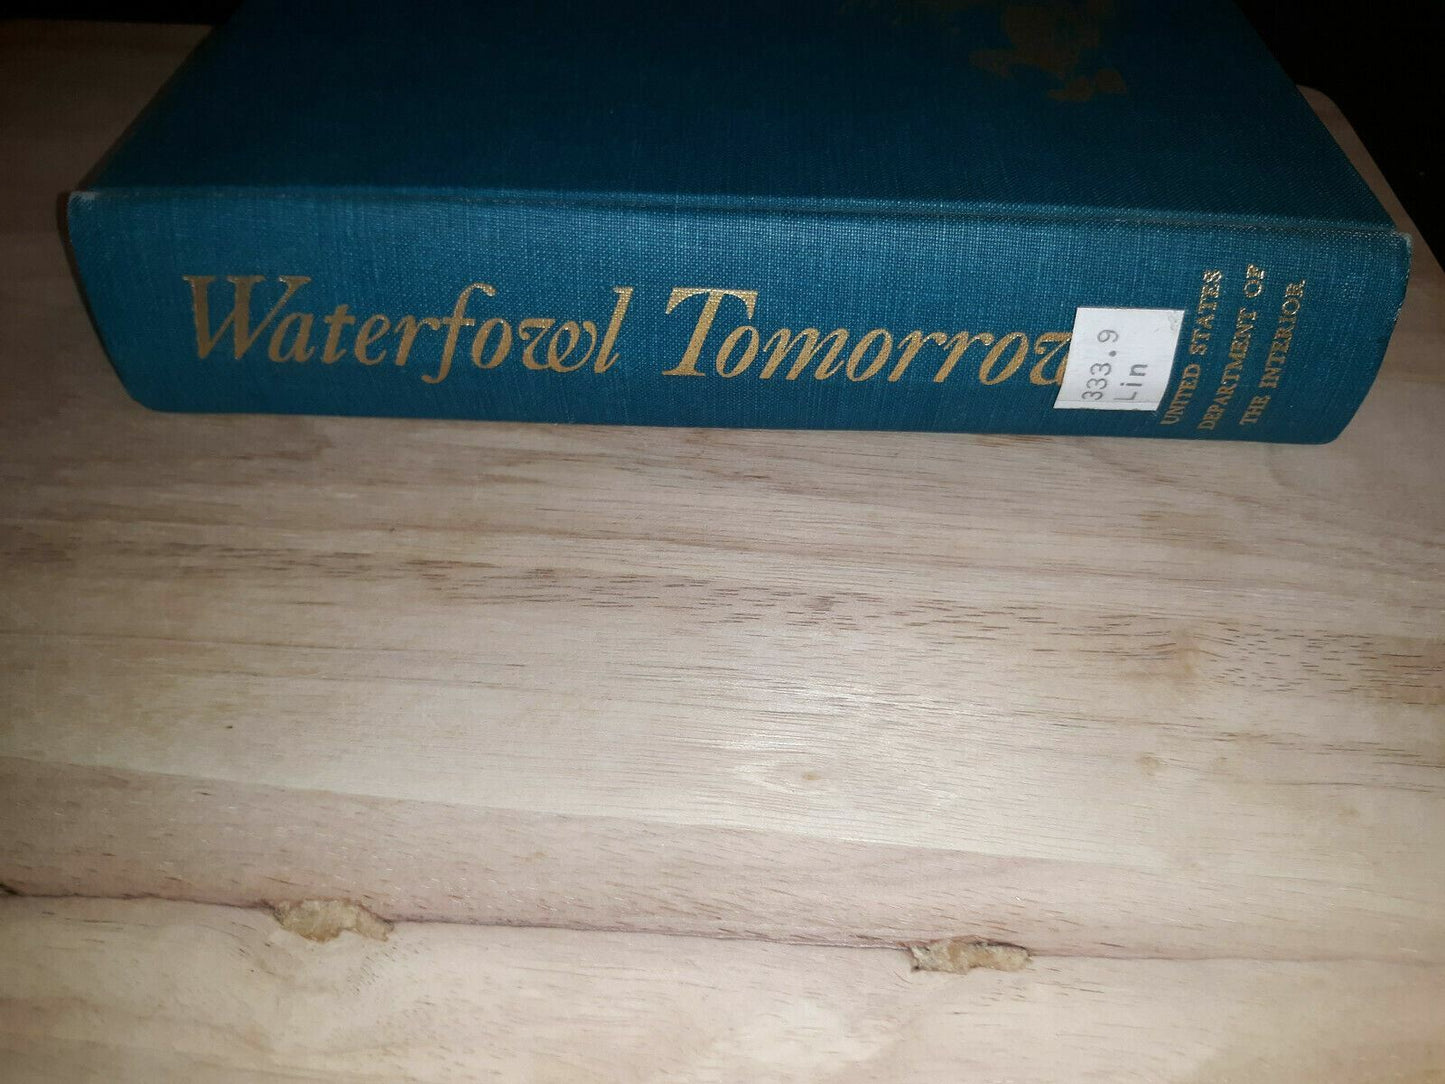 Waterfowl Tomorrow
333.9
Lin
UNITED STATES
DEPARTMENT OF
THE INTERIOR